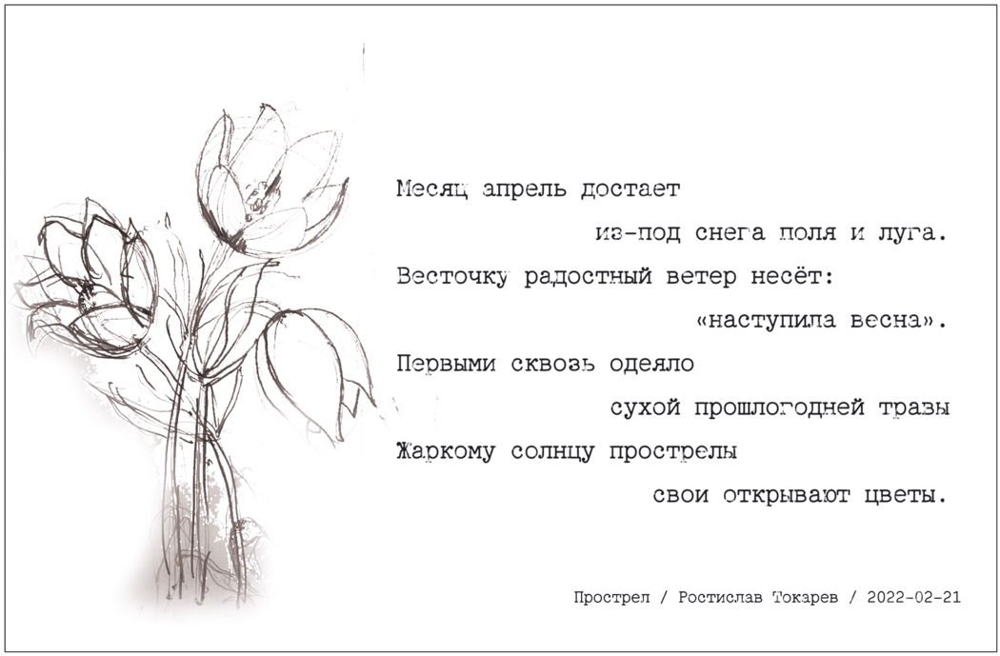 Месяц апрель достает
из-под снега поля и луга.
Весточку радостный ветер несёт:
«наступила весна».
Первыми сквозь одеяло
сухой прошлогодней травы
Жаркому солнцу прострелы
свои открывают цветы.
Прострел / Ростислав Токарев / 2022-02-21